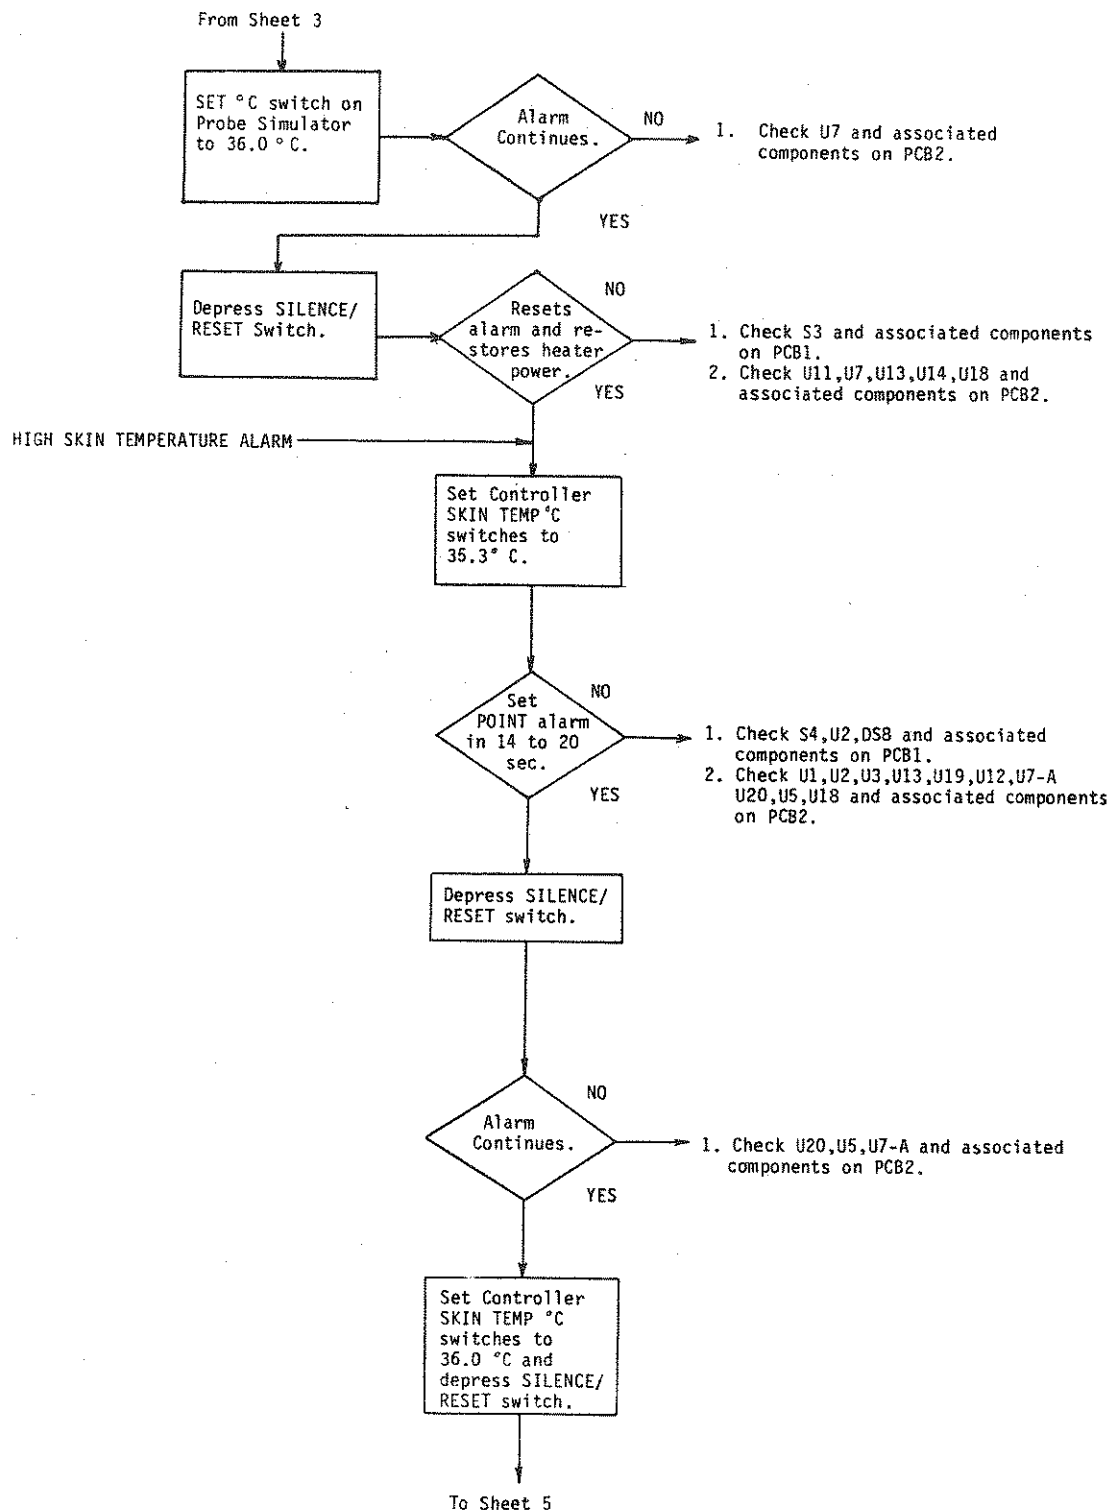 From Sheet 3
SET °C switch on
Probe Simulator
to 36.0 °C.
Alarm
Continues.
NO
1. Check U7 and associated
components on PCB2.
YES
Depress SILENCE/
RESET Switch.
Resets
alarm and re-
stores heater
power.
NO
1. Check S3 and associated components
on PCB1.
2. Check U11,U7,U13,U14,U18 and
associated components on PCB2.
YES
HIGH SKIN TEMPERATURE ALARM
Set Controller
SKIN TEMP °C
switches to
35.3° C.
Set
POINT alarm
in 14 to 20
sec.
NO
1. Check S4,U2,DS8 and associated
components on PCB1.
2. Check U1,U2,U3,U13,U19,U12,U7-A
U20,U5,U18 and associated components
on PCB2.
YES
Depress SILENCE/
RESET switch.
Alarm
Continues.
NO
1. Check U20,U5,U7-A and associated
components on PCB2.
YES
Set Controller
SKIN TEMP °C
switches to
36.0 °C and
depress SILENCE/
RESET switch.
To Sheet 5